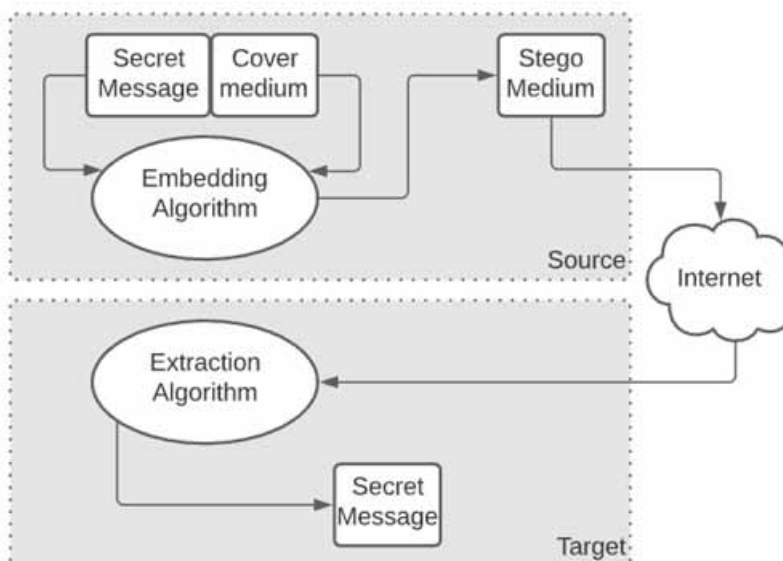 Secret
Message
Cover
medium
Stego
Medium
Embedding
Algorithm
Source
Internet
Extraction
Algorithm
Secret
Message
Target